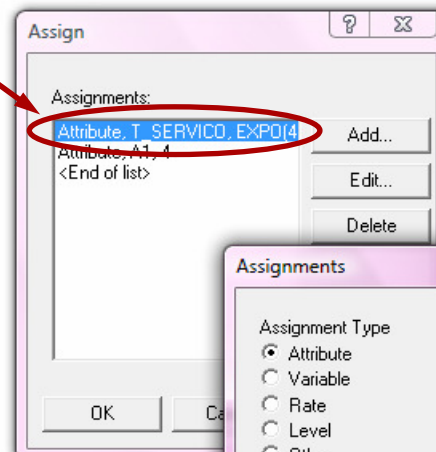 Assign
Assignments:
Attribute, T_SERVICO, EXPO(4
Attribute, A1, 4
<End of list>
Add...
Edit...
Delete
OK
Assignments
Assignment Type
Attribute
Variable
Rate
Level